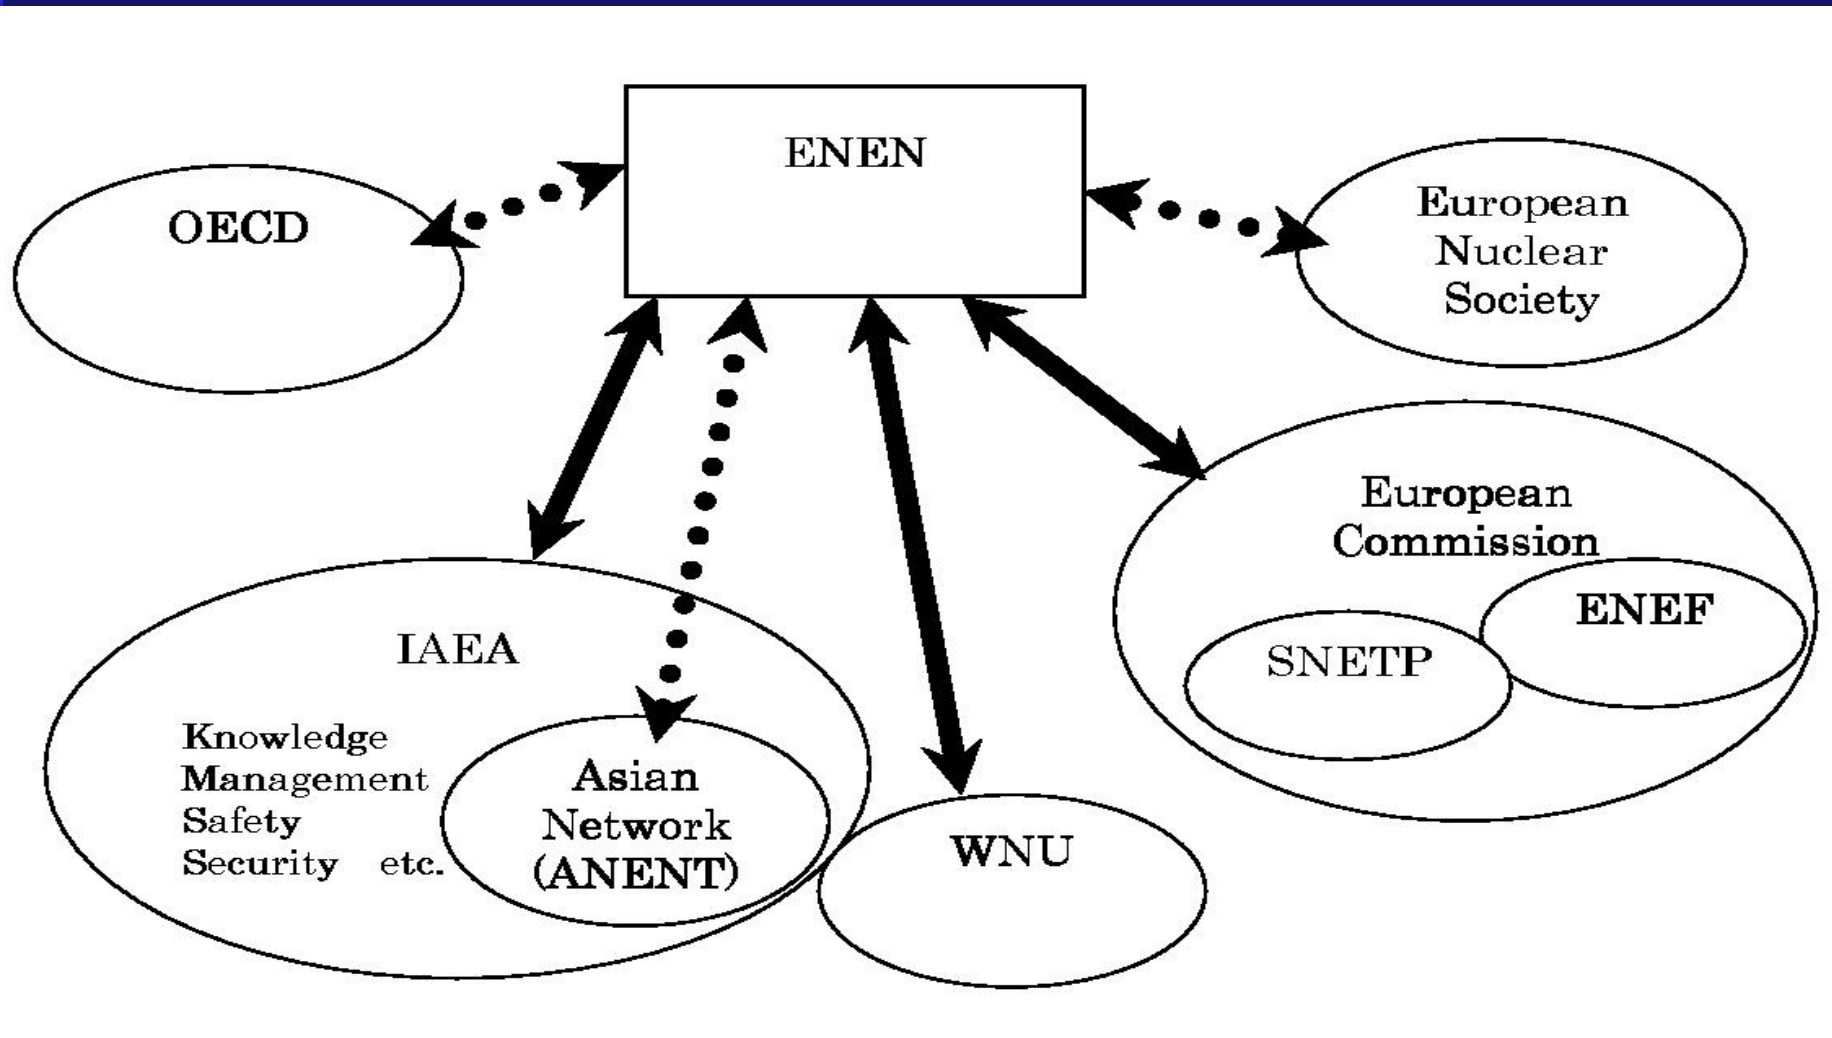 ENEN
OECD
European
Nuclear
Society
European
Commission
ENEF
SNETP
IAEA
Knowledge
Management
Safety
Security etc.
Asian
Network
(ANENT)
WNU